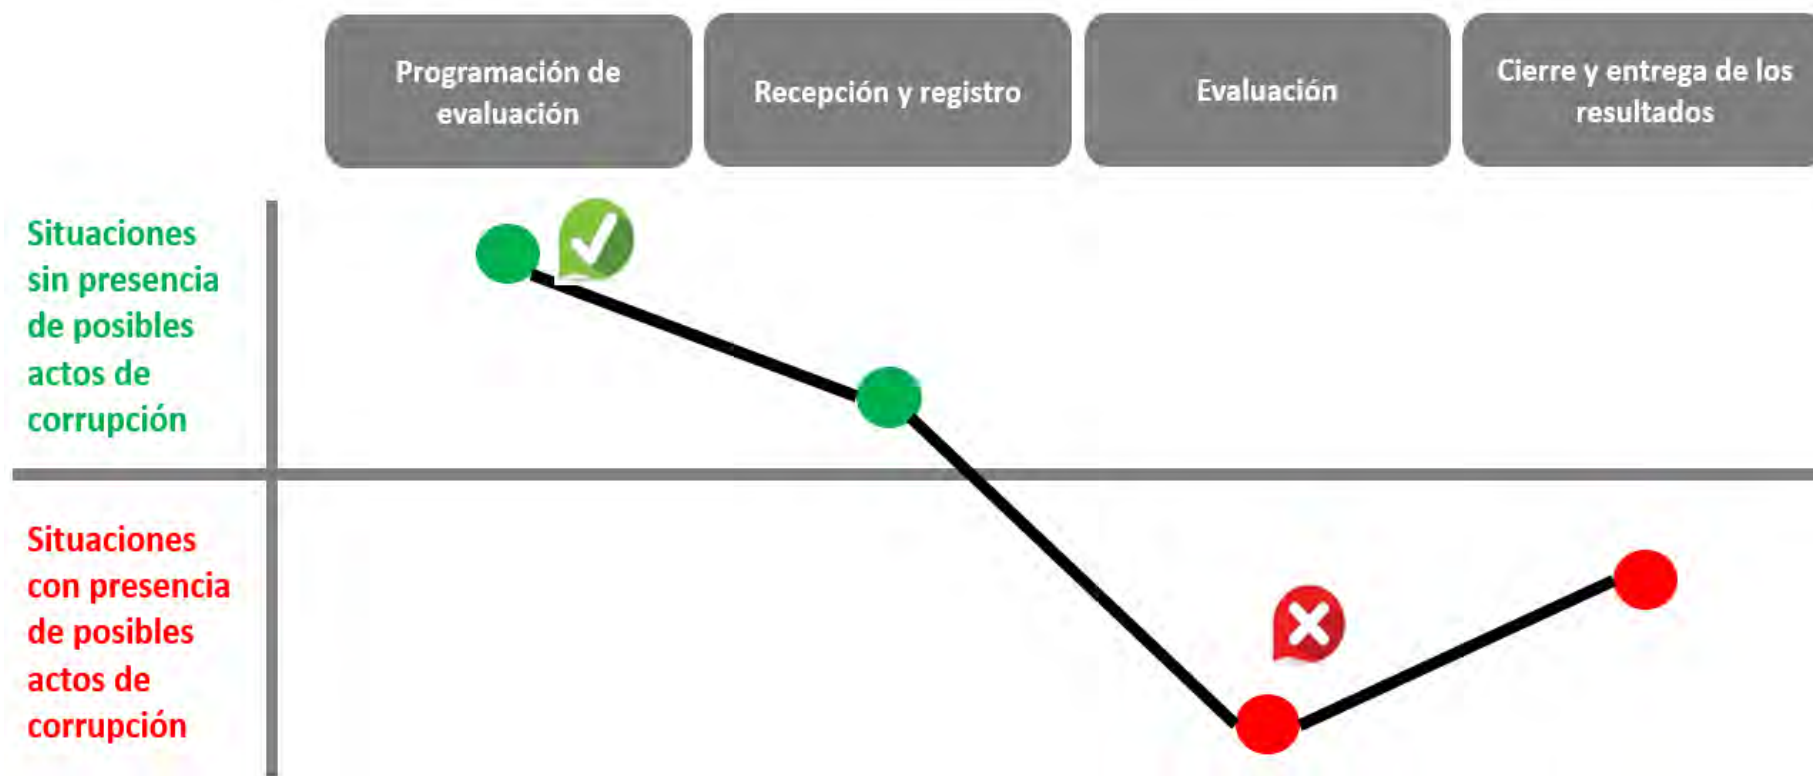 Programación de
evaluación
Recepción y registro
Evaluación
Cierre y entrega de los
resultados
Situaciones
sin presencia
de posibles
actos de
corrupción
Situaciones
con presencia
de posibles
actos de
corrupción